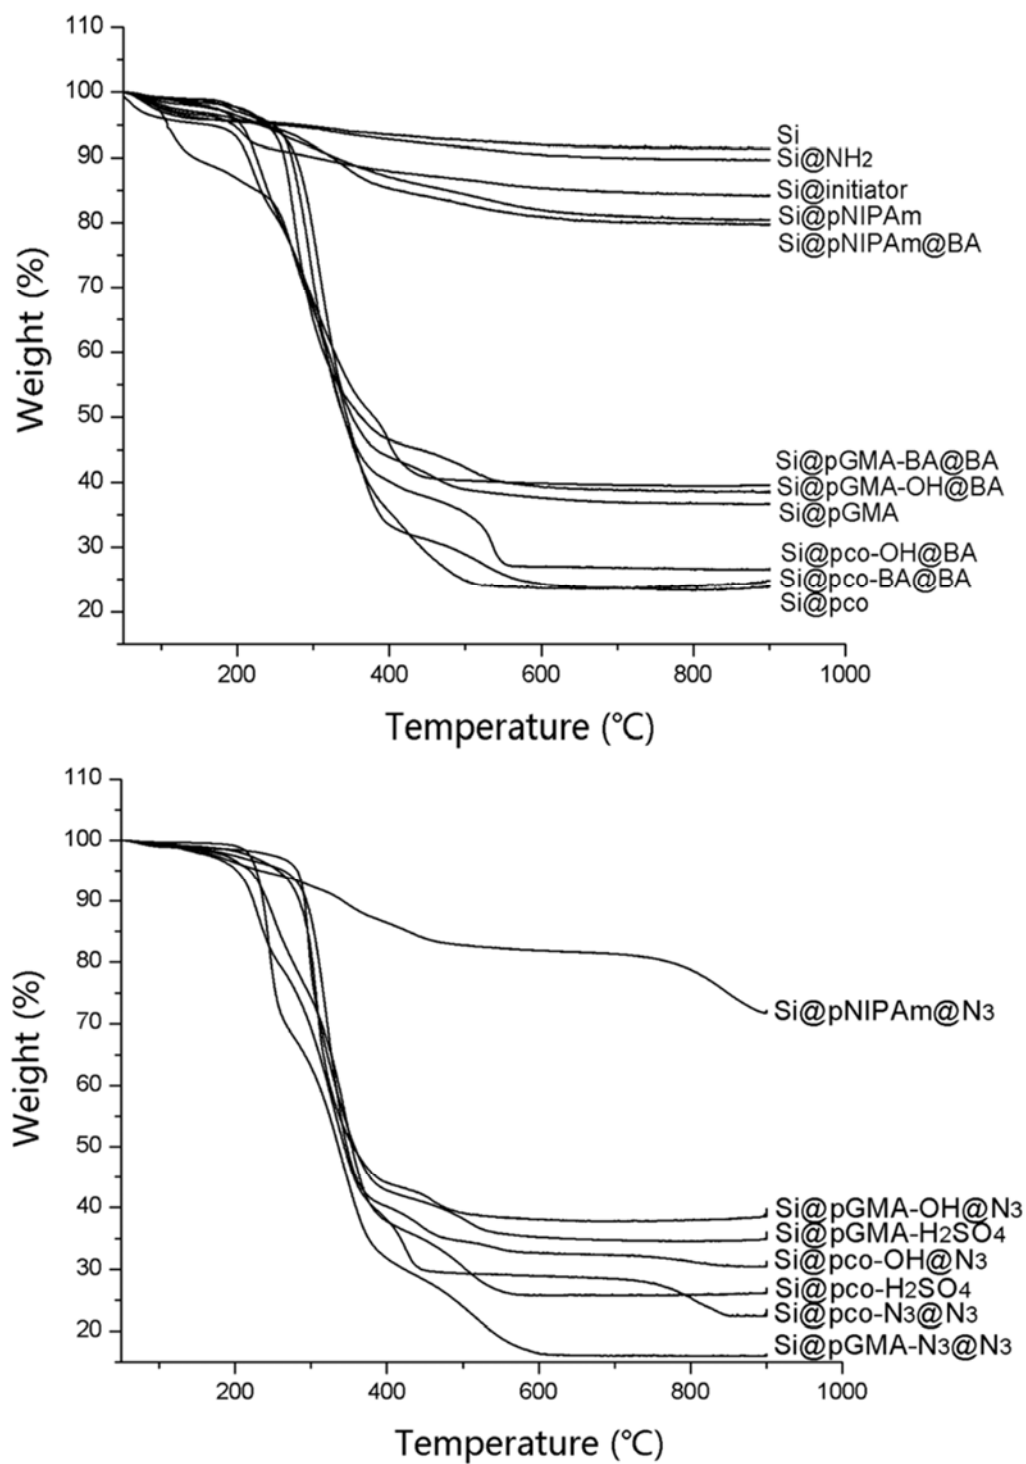 110
100
90
80
70
60
50
40
30
20
Weight (%)
Si
Si@NH2
Si@initiator
Si@pNIPAm
Si@pNIPAm@BA
Si@pGMA-BA@BA
Si@pGMA-OH@BA
Si@pGMA
Si@pco-OH@BA
Si@pco-BA@BA
Si@pco
200 400 600 800 1000
Temperature (℃)
110
100
90
80
70
60
50
40
30
20
Weight (%)
Si@pNIPAm@N3
Si@pGMA-OH@N3
Si@pGMA-H2SO4
Si@pco-OH@N3
Si@pco-H2SO4
Si@pco-N3@N3
Si@pGMA-N3@N3
200 400 600 800 1000
Temperature (℃)